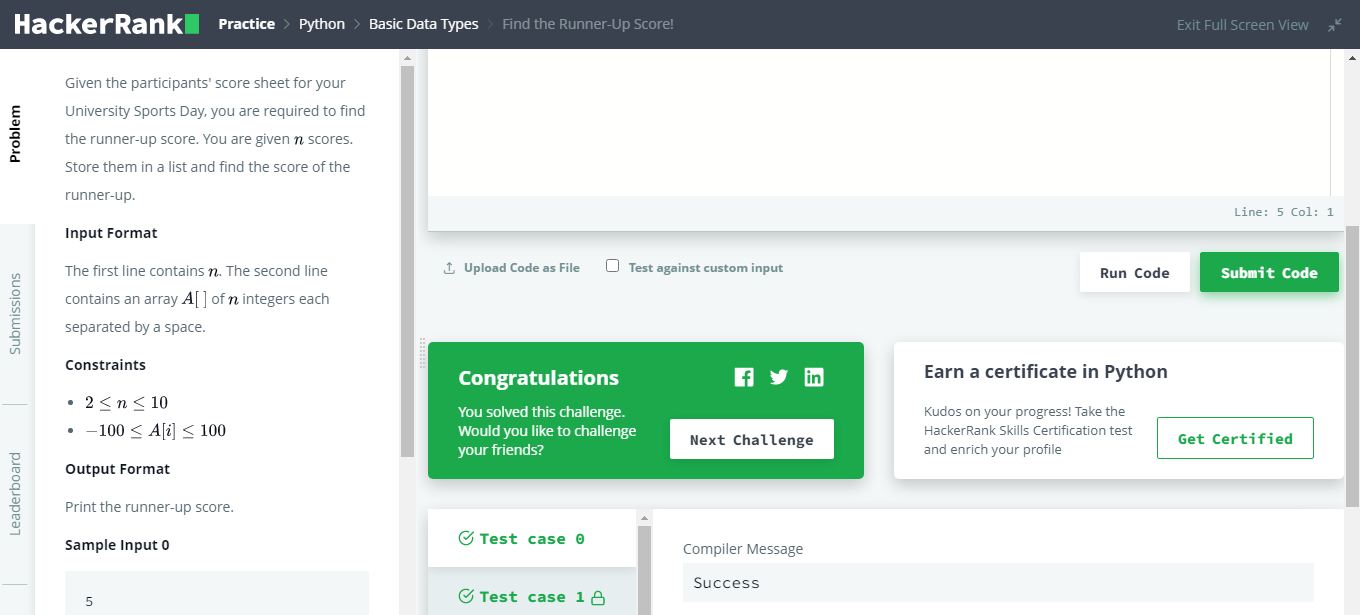 HackerRank Practice > Python > Basic Data Types > Find the Runner-Up Score! Exit Full Screen View
Problem
Submissions
Leaderboard
Given the participants' score sheet for your
University Sports Day, you are required to find
the runner-up score. You are given n scores.
Store them in a list and find the score of the
runner-up.
Input Format
The first line contains n. The second line
contains an array A[ ] of n integers each
separated by a space.
Constraints
• 2 ≤ n ≤ 10
• −100 ≤ A[i] ≤ 100
Output Format
Print the runner-up score.
Sample Input 0
5
Line: 5 Col: 1
Upload Code as File Test against custom input
Run Code Submit Code
Congratulations
You solved this challenge.
Would you like to challenge
your friends?
Next Challenge
Earn a certificate in Python
Kudos on your progress! Take the
HackerRank Skills Certification test
and enrich your profile
Get Certified
Test case 0
Test case 1
Compiler Message
Success